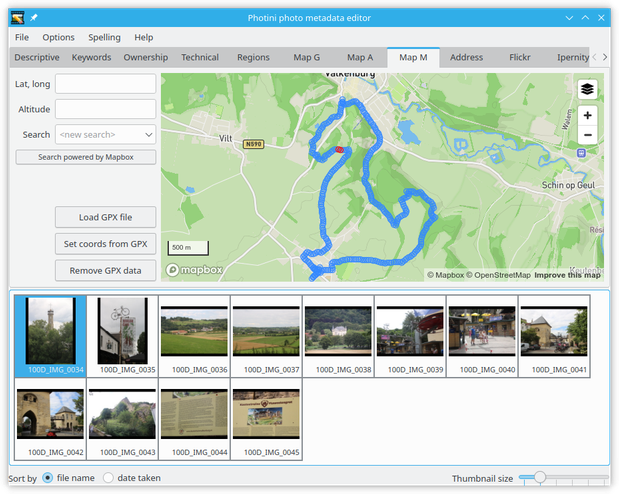 Photini photo metadata editor
File Options Spelling Help
Descriptive Keywords Ownership Technical Regions Map G Map A Map M Address Flickr Ipernity
Lat, long
Altitude
Search <new search>
Search powered by Mapbox
Load GPX file
Set coords from GPX
Remove GPX data
Valkenburg
Vilt
N590
Walem
Schin op Geul
500 m
mapbox
© Mapbox © OpenStreetMap Improve this map
100D_IMG_0034 100D_IMG_0035 100D_IMG_0036 100D_IMG_0037 100D_IMG_0038 100D_IMG_0039 100D_IMG_0040 100D_IMG_0041
100D_IMG_0042 100D_IMG_0043 100D_IMG_0044 100D_IMG_0045
Sort by file name date taken Thumbnail size